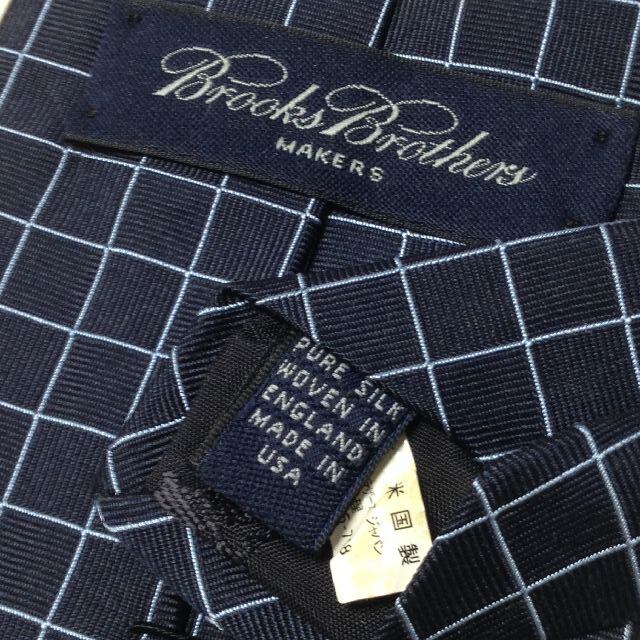 Brooks Brothers
MAKERS
PURE SILK
WOVEN IN
ENGLAND
MADE IN
USA
米国製